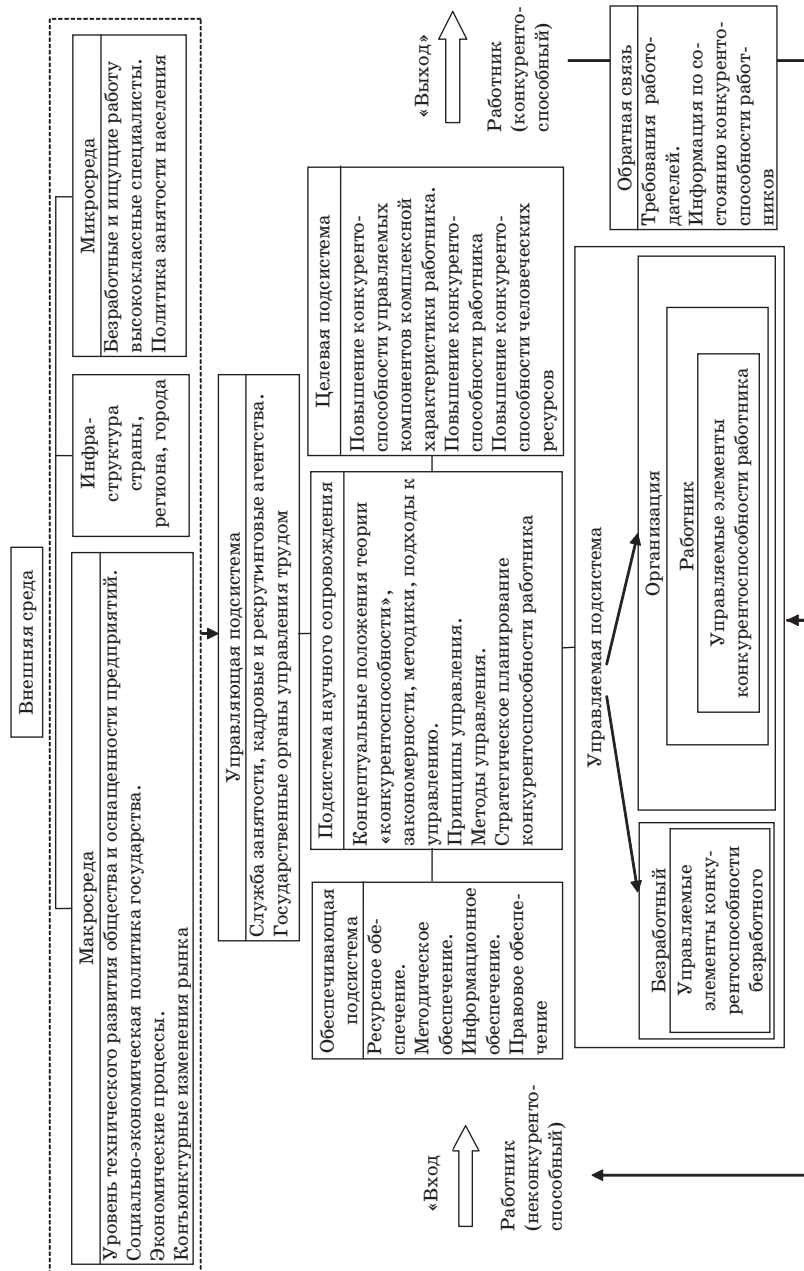 Внешняя среда
Макросреда
Уровень технического развития общества и оснащенности предприятий.
Социально-экономическая политика государства.
Экономические процессы.
Конъюнктурные изменения рынка
Инфра-
структура
страны,
региона, города
Микросреда
Безработные и ищущие работу
высококлассные специалисты.
Политика занятости населения
Управляющая подсистема
Служба занятости, кадровые и рекрутинговые агентства.
Государственные органы управления трудом
«Вход
Работник
(неконкуренто-
способный)
Обеспечивающая
подсистема
Ресурсное обе-
спечение.
Методическое
обеспечение.
Информационное
обеспечение.
Правовое обеспе-
чение
Подсистема научного сопровождения
Концептуальные положения теории
«конкурентоспособности»,
закономерности, методики, подходы к
управлению.
Принципы управления.
Методы управления.
Стратегическое планирование
конкурентоспособности работника
Целевая подсистема
Повышение конкуренто-
способности управляемых
компонентов комплексной
характеристики работника.
Повышение конкуренто-
способности работника
Повышение конкуренто-
способности человеческих
ресурсов
«Выход»
Работник
(конкуренто-
способный)
Управляемая подсистема
Безработный
Управляемые
элементы конку-
рентоспособности
безработного
Организация
Работник
Управляемые элементы
конкурентоспособности работника
Обратная связь
Требования работо-
дателей.
Информация по со-
стоянию конкуренто-
способности работ-
ников